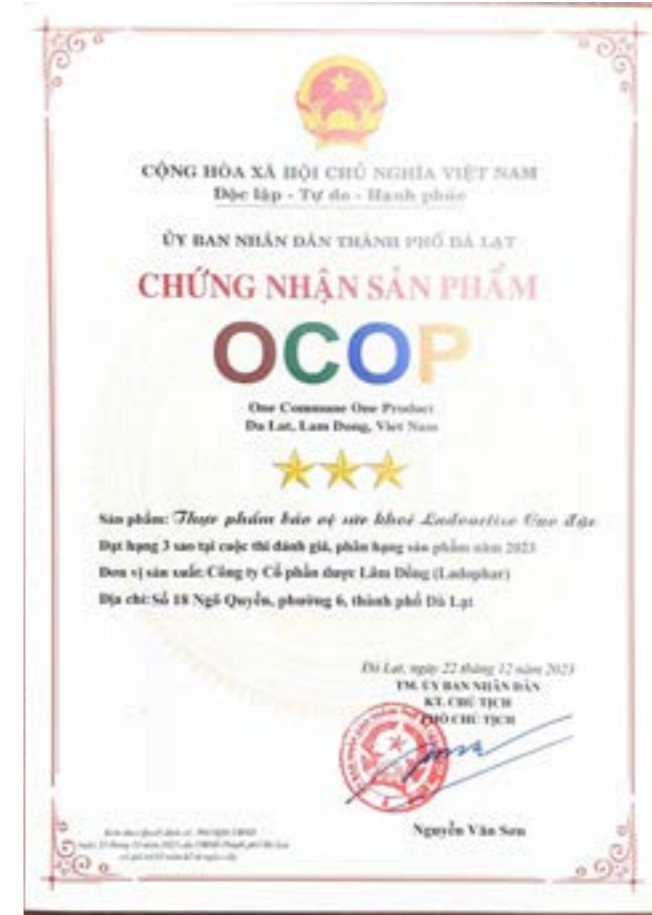 CỘNG HÒA XÃ HỘI CHỦ NGHĨA VIỆT NAM
Độc lập - Tự do - Hạnh phúc
ỦY BAN NHÂN DÂN THÀNH PHỐ ĐÀ LẠT
CHỨNG NHẬN SẢN PHẨM
OCOP
One Commune One Product
Da Lat, Lam Dong, Viet Nam
Sản phẩm: Thực phẩm bảo vệ sức khoẻ Ladoactiso Cao đặc
Đạt hạng 3 sao tại cuộc thi đánh giá, phân hạng sản phẩm năm 2023
Đơn vị sản xuất: Công ty Cổ phần dược Lâm Đồng (Ladophar)
Địa chỉ: Số 18 Ngô Quyền, phường 6, thành phố Đà Lạt
Đà Lạt, ngày 22 tháng 12 năm 2023
TM. ỦY BAN NHÂN DÂN
KT. CHỦ TỊCH
PHÓ CHỦ TỊCH
Nguyễn Văn Sơn